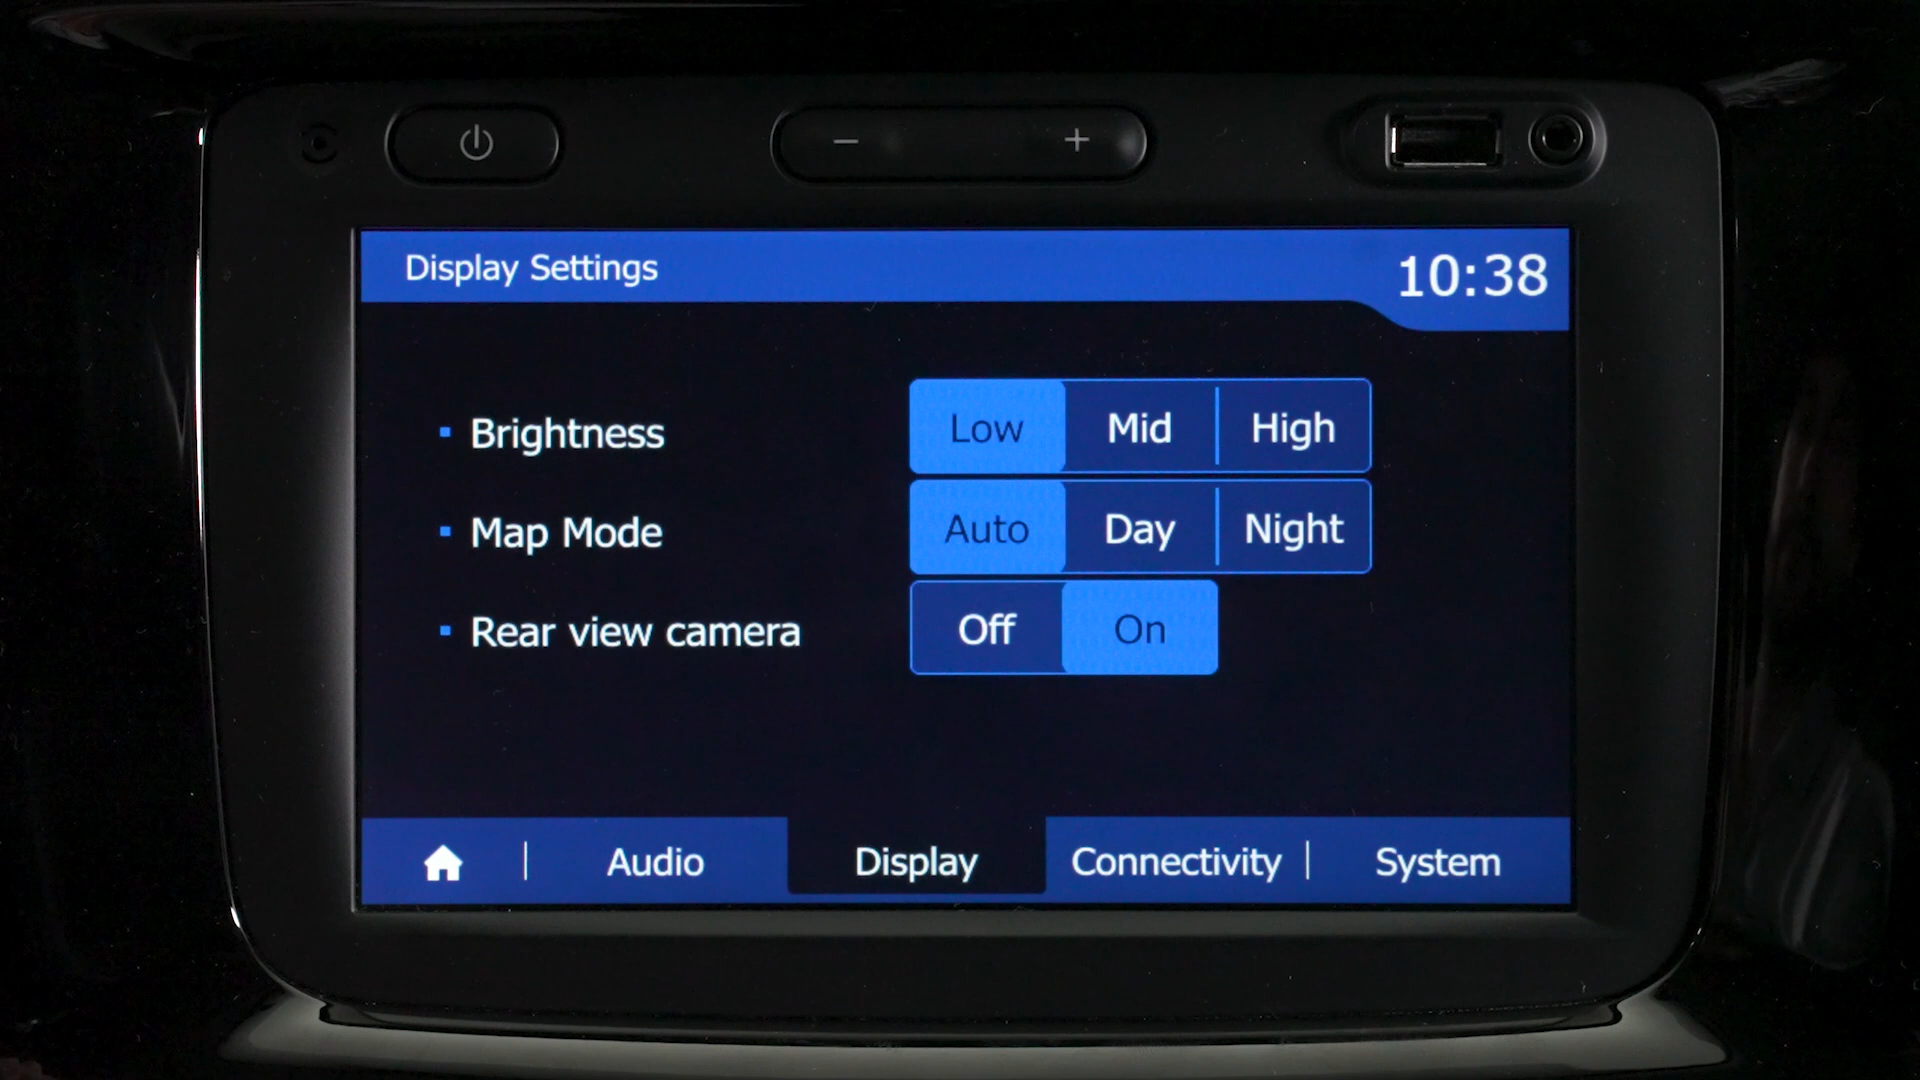 Display Settings 10:38
Brightness Low Mid High
Map Mode Auto Day Night
Rear view camera Off On
Audio Display Connectivity System